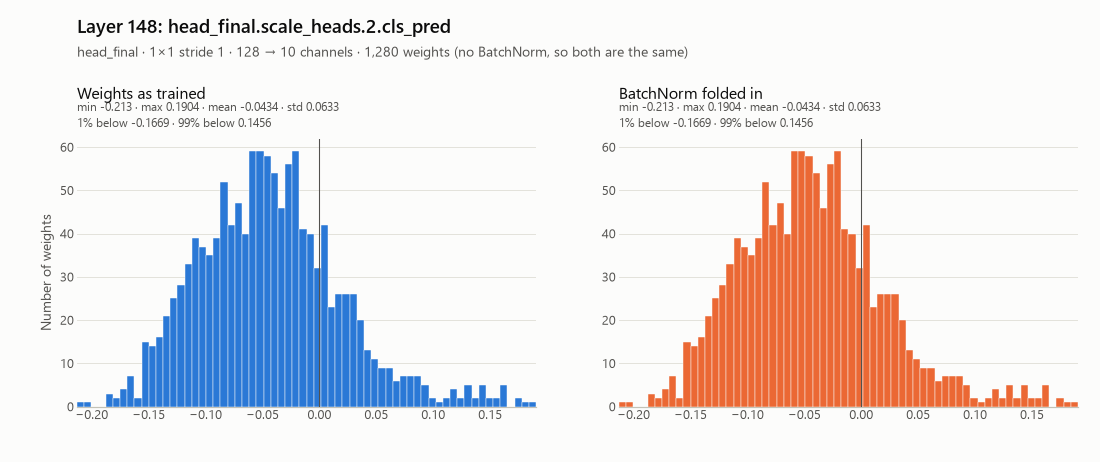 Layer 148: head_final.scale_heads.2.cls_pred
head_final · 1×1 stride 1 · 128 → 10 channels · 1,280 weights (no BatchNorm, so both are the same)
Weights as trained
min -0.213 · max 0.1904 · mean -0.0434 · std 0.0633
1% below -0.1669 · 99% below 0.1456
Number of weights
60
50
40
30
20
10
0
−0.20 −0.15 −0.10 −0.05 0.00 0.05 0.10 0.15
BatchNorm folded in
min -0.213 · max 0.1904 · mean -0.0434 · std 0.0633
1% below -0.1669 · 99% below 0.1456
60
50
40
30
20
10
0
−0.20 −0.15 −0.10 −0.05 0.00 0.05 0.10 0.15